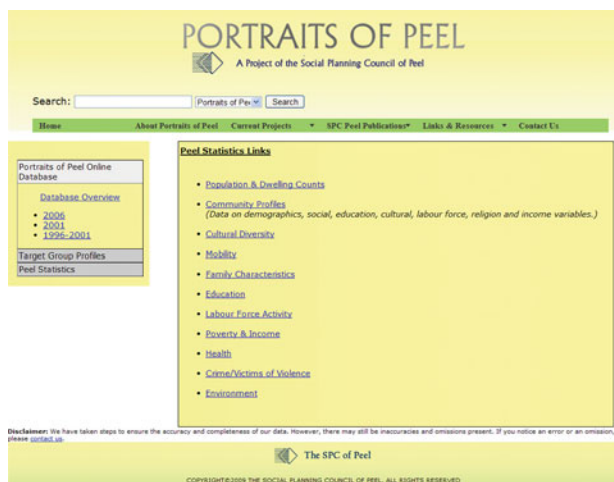 PORTRAITS OF PEEL
A Project of the Social Planning Council of Peel
Search: Portraits of Pee Search
Home About Portraits of Peel Current Projects SPC Peel Publications Links & Resources Contact Us
Portraits of Peel Online
Database
Database Overview
2006
2001
1996-2001
Target Group Profiles
Peel Statistics
Peel Statistics Links
Population & Dwelling Counts
Community Profiles
(Data on demographics, social, education, cultural, labour force, religion and income variables.)
Cultural Diversity
Mobility
Family Characteristics
Education
Labour Force Activity
Poverty & Income
Health
Crime/Victims of Violence
Environment
Disclaimer: We have taken steps to ensure the accuracy and completeness of our data. However, there may still be inaccuracies and omissions present. If you notice an error or an omission,
please contact us.
The SPC of Peel
COPYRIGHT©2009 THE SOCIAL PLANNING COUNCIL OF PEEL. ALL RIGHTS RESERVED